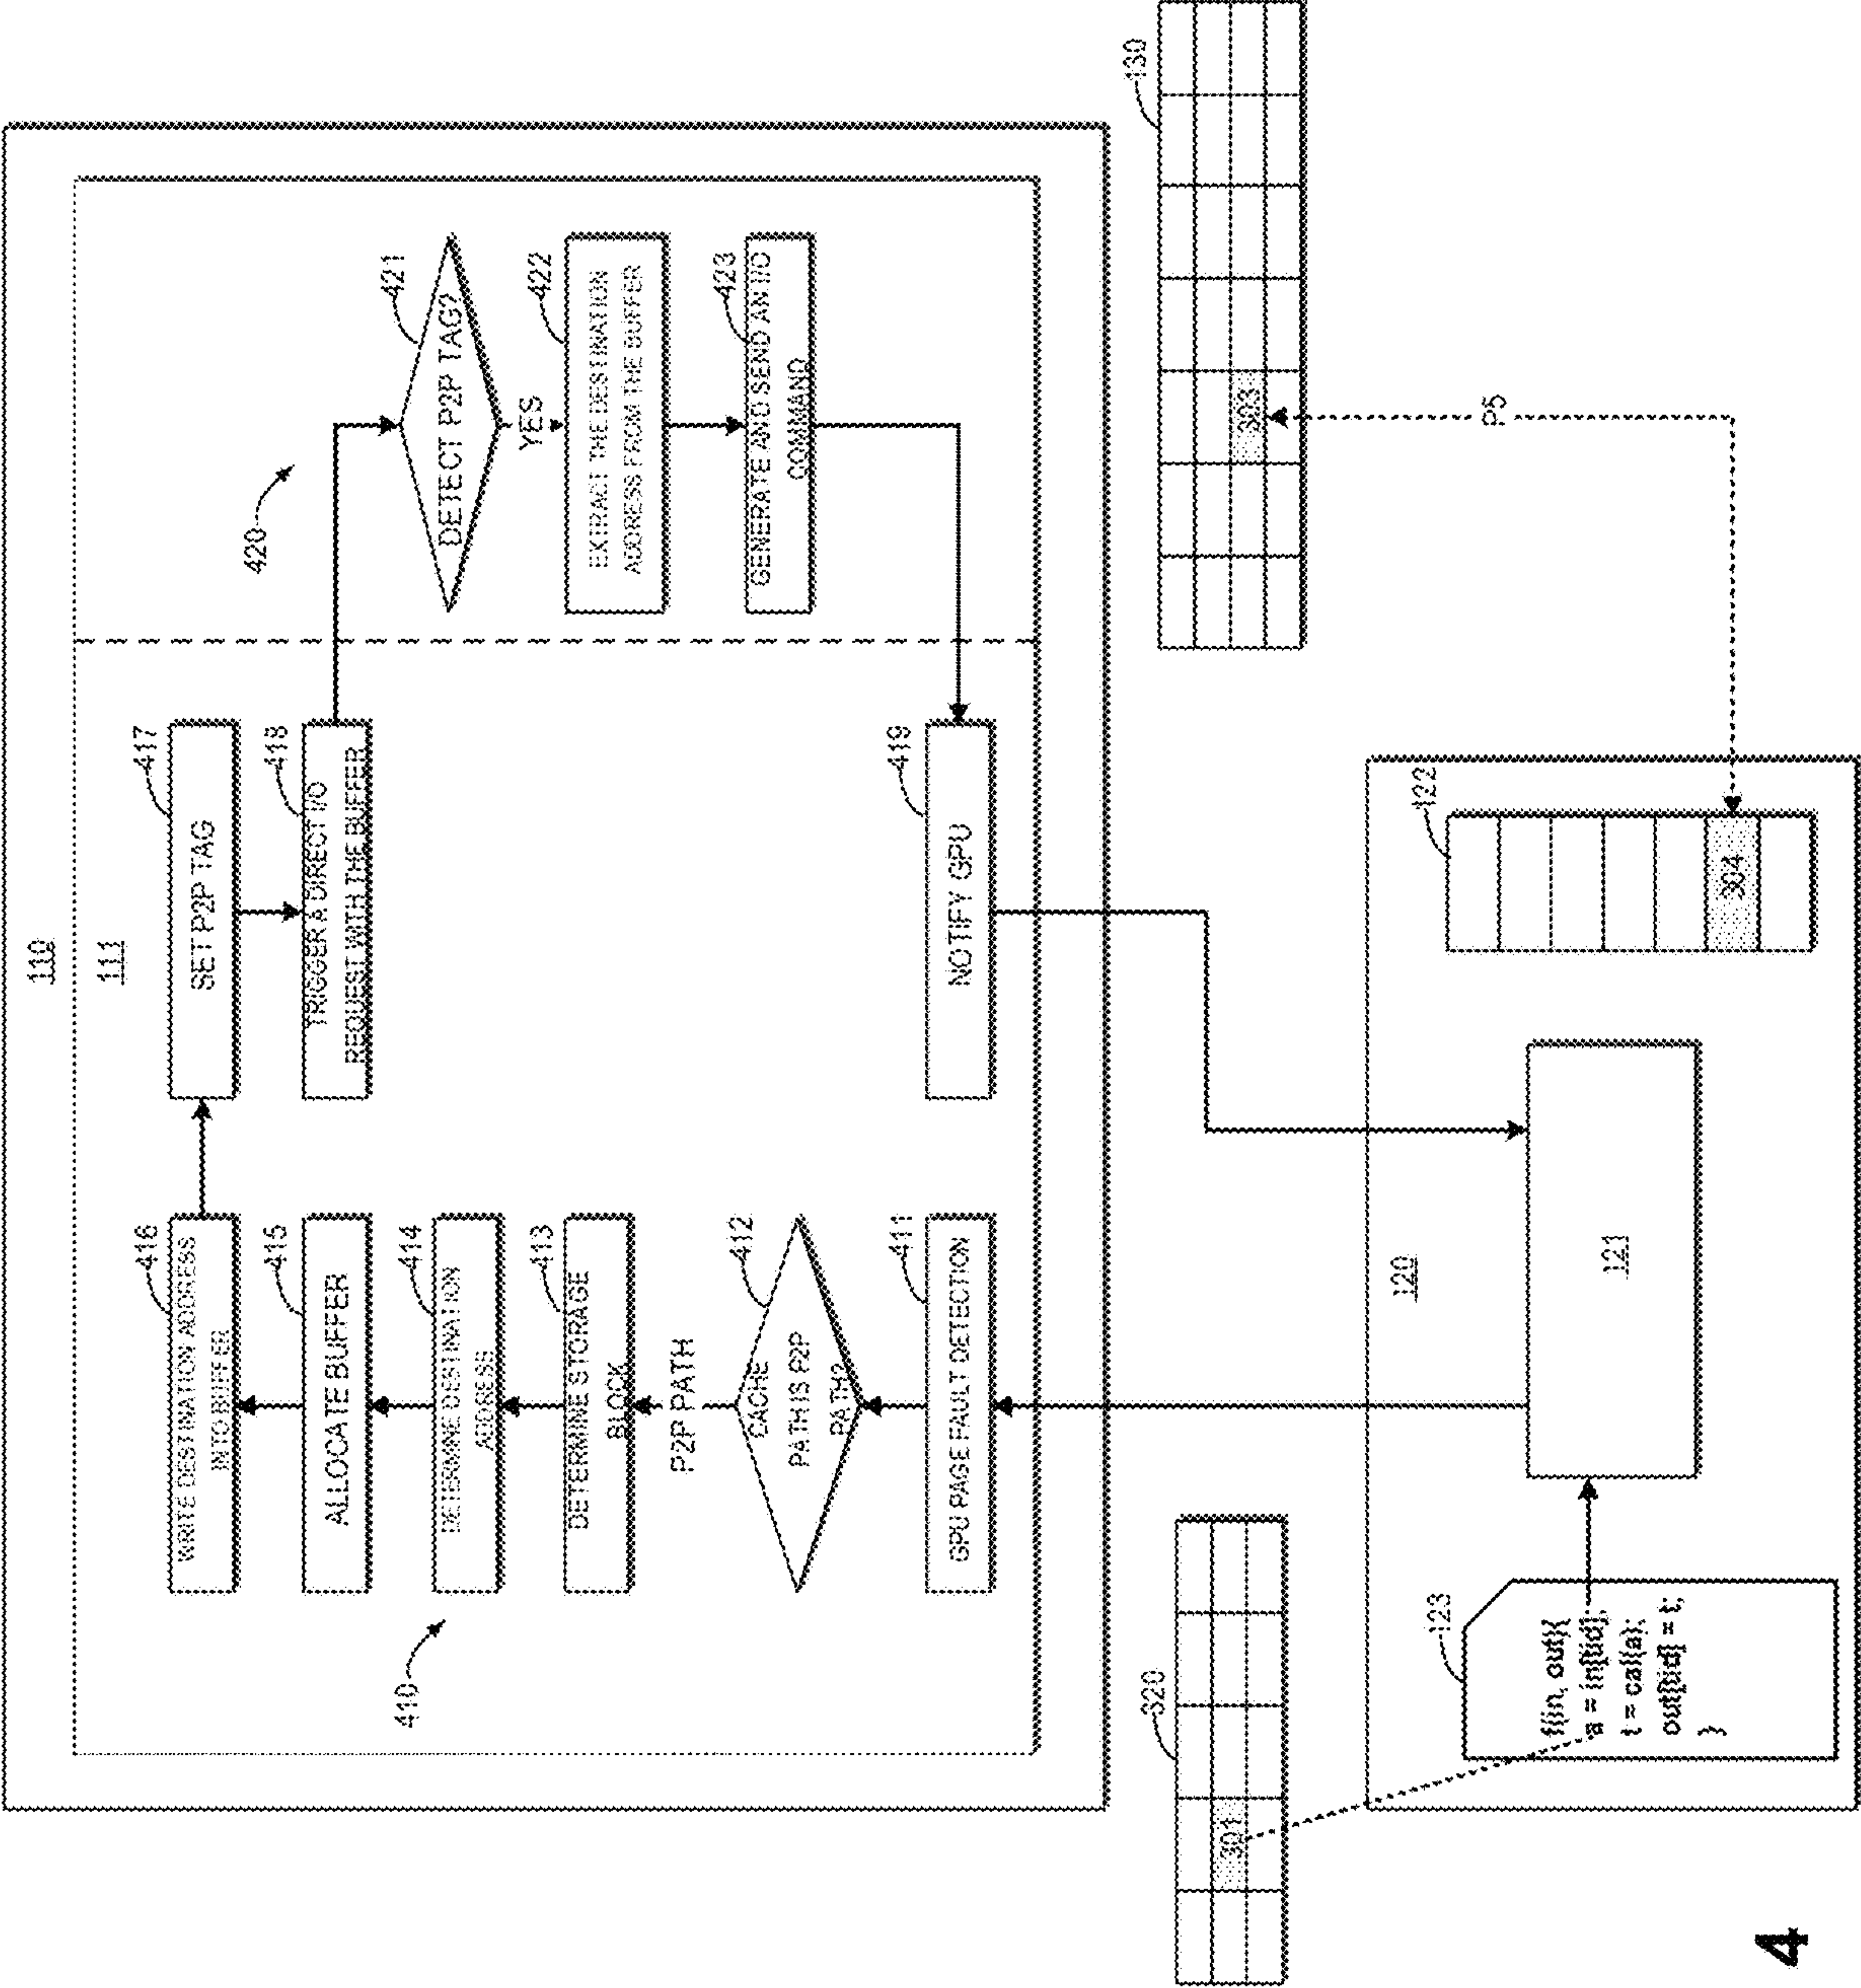 110
111
416
WRITE DESTINATION ADDRESS
INTO BUFFER
415
ALLOCATE BUFFER
414
DETERMINE DESTINATION
ADDRESS
413
DETERMINE STORAGE
BLOCK
P2P PATH
412
CACHE
PATH IS P2P
PATH?
411
GPU PAGE FAULT DETECTION
410
417
SET P2P TAG
418
TRIGGER A DIRECT I/O
REQUEST WITH THE BUFFER
419
NOTIFY GPU
420
421
DETECT P2P TAG?
YES
422
EXTRACT THE DESTINATION
ADDRESS FROM THE BUFFER
423
GENERATE AND SEND AN I/O
COMMAND
320
301
130
303
P5
120
123
f(in, out){
a = in[tid];
t = cal(a);
out[tid] = t;
}
121
122
304
4